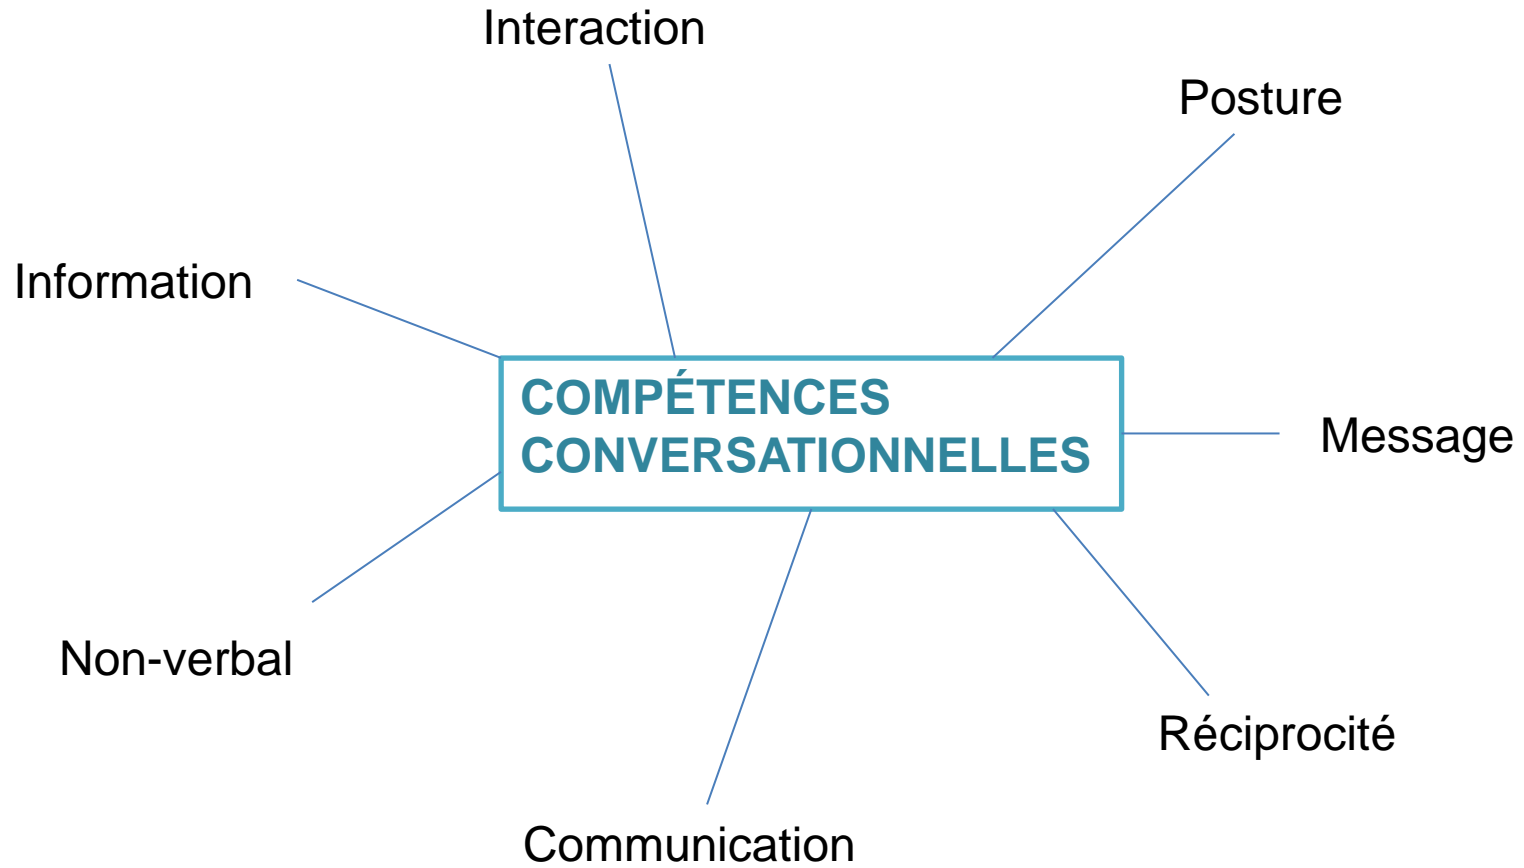 Interaction
Posture
Information
COMPÉTENCES
CONVERSATIONNELLES
Message
Non-verbal
Réciprocité
Communication